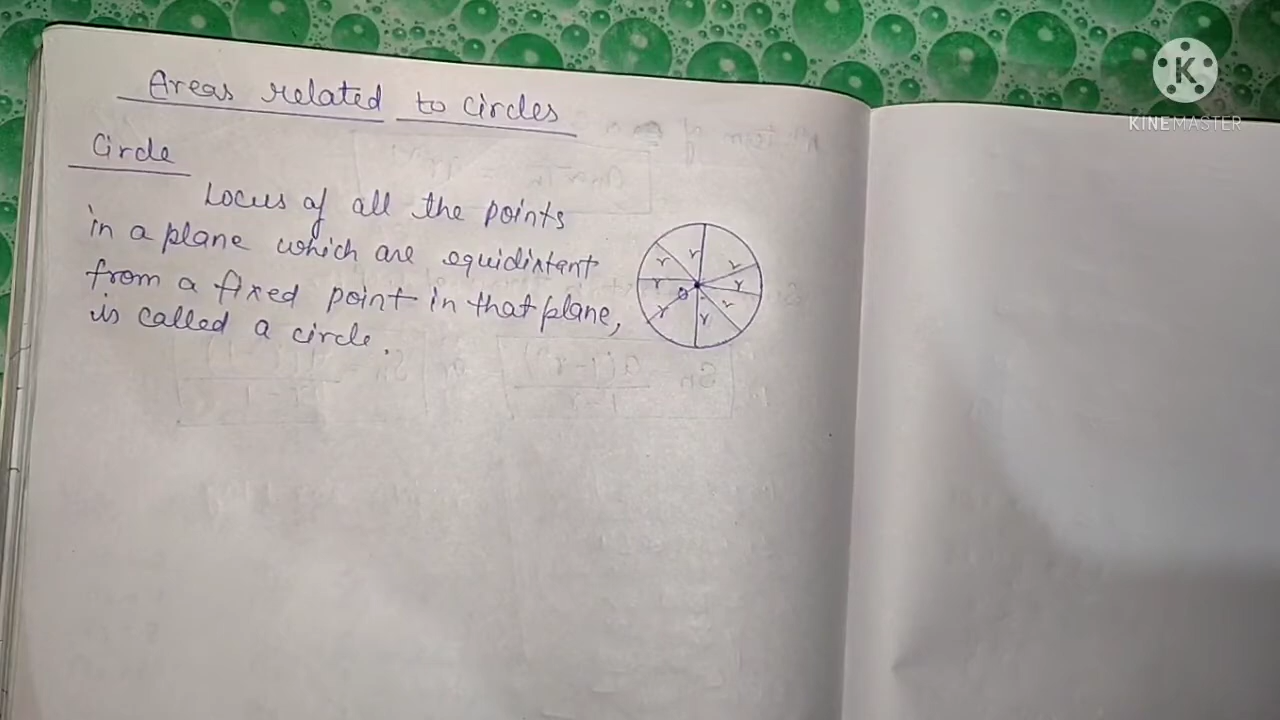 Areas related to circles
Circle
Locus of all the points
in a plane which are equidistant
from a fixed point in that plane,
is called a circle.
r
r
r
r
r
r
r
r
O
K
KINEMASTER